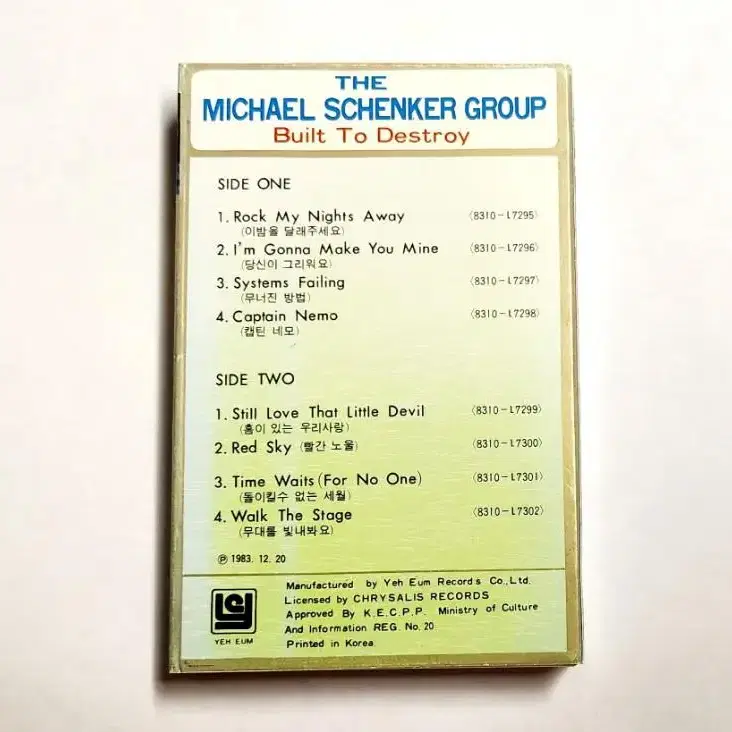 THE
MICHAEL SCHENKER GROUP
Built To Destroy
SIDE ONE
1. Rock My Nights Away 〈8310-L7295〉
(이밤을 달래주세요)
2. I'm Gonna Make You Mine 〈8310-L7296〉
(당신이 그리워요)
3. Systems Failing 〈8310-L7297〉
(무너진 방법)
4. Captain Nemo 〈8310-L7298〉
(캡틴 네모)
SIDE TWO
1. Still Love That Little Devil 〈8310-L7299〉
(흠이 있는 우리사랑)
2. Red Sky (빨간 노을) 〈8310-L7300〉
3. Time Waits (For No One) 〈8310-L7301〉
(돌이킬수 없는 세월)
4. Walk The Stage 〈8310-L7302〉
(무대를 빛내봐요)
Ⓟ 1983. 12. 20
YEH EUM
Manufactured by Yeh Eum Records Co., Ltd.
Licensed by CHRYSALIS RECORDS
Approved By K.E.C.P.P. Ministry of Culture
And Information REG. No. 20
Printed in Korea